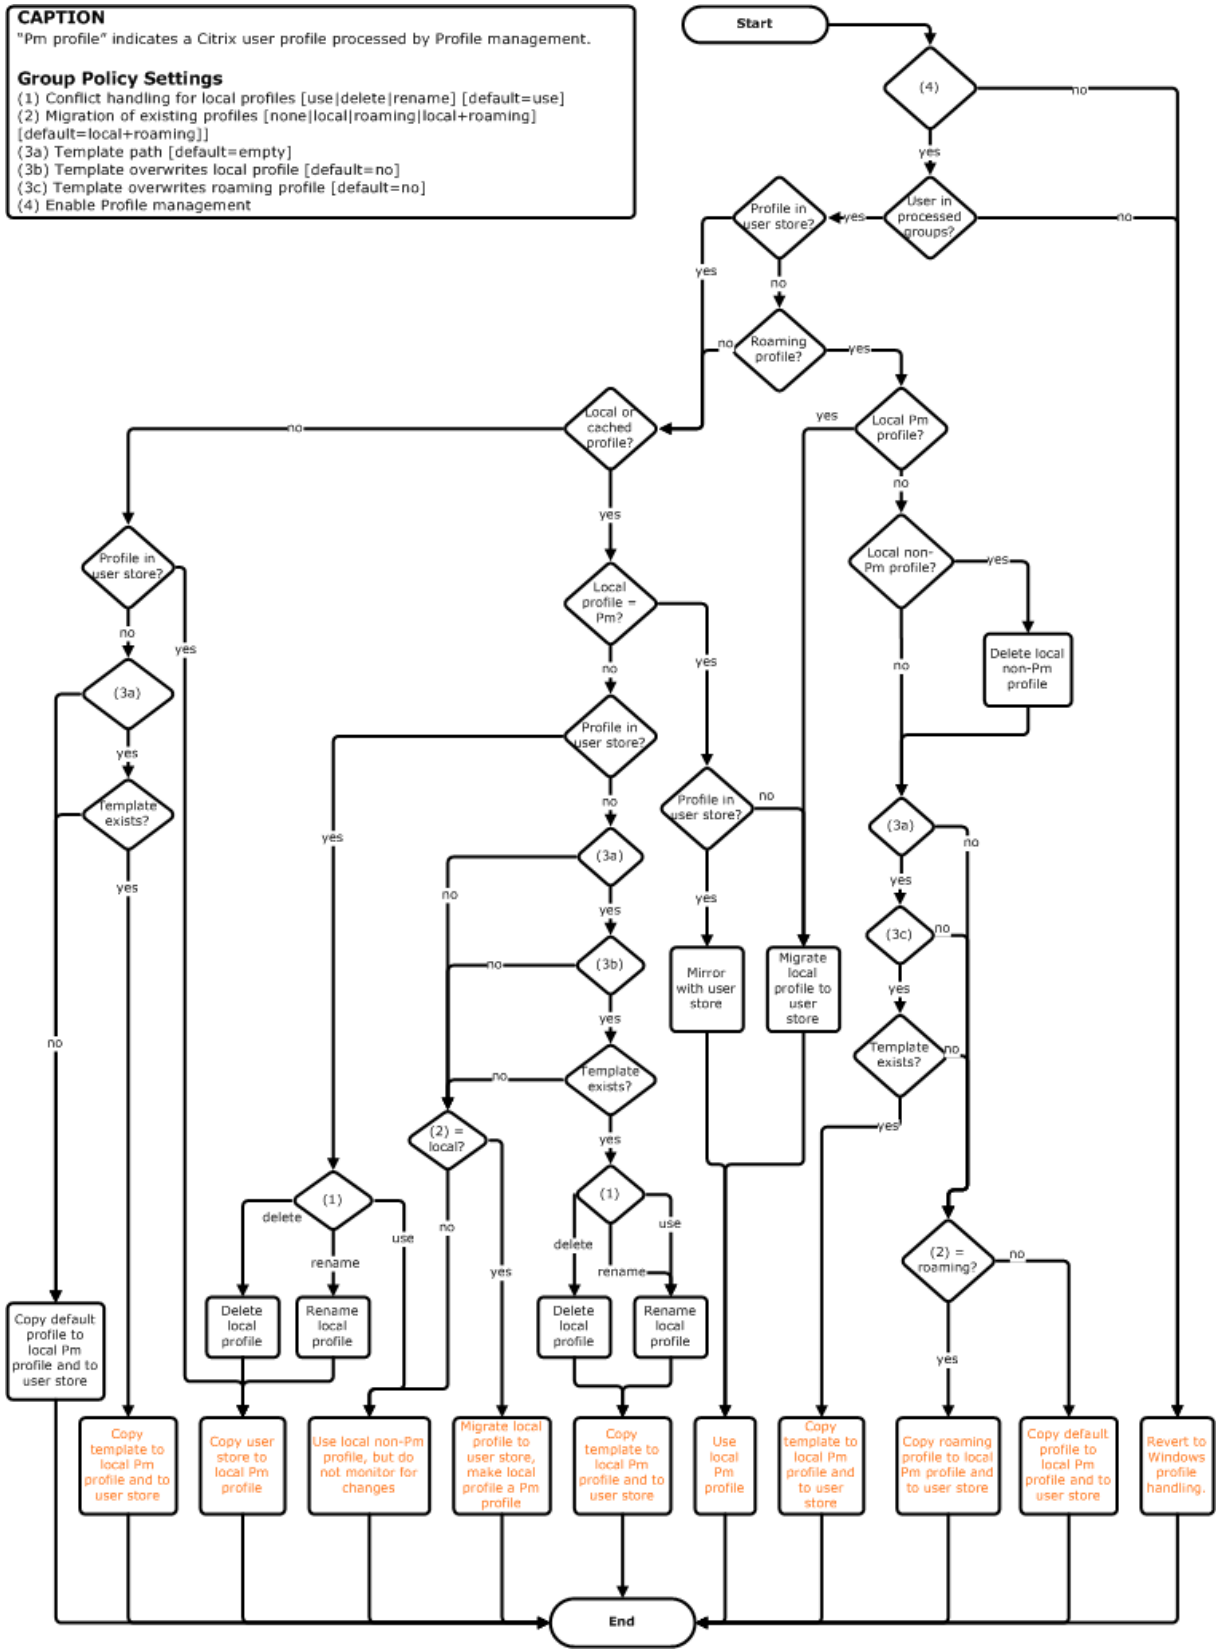 CAPTION
"Pm profile" indicates a Citrix user profile processed by Profile management.
Group Policy Settings
(1) Conflict handling for local profiles [use|delete|rename] [default=use]
(2) Migration of existing profiles [none|local|roaming|local+roaming]
[default=local+roaming]]
(3a) Template path [default=empty]
(3b) Template overwrites local profile [default=no]
(3c) Template overwrites roaming profile [default=no]
(4) Enable Profile management
Start
(4)
no
yes
User in
processed
groups?
no
yes
Profile in
user store?
yes
no
Roaming
profile?
no
yes
Local or
cached
profile?
no
yes
Local Pm
profile?
yes
no
Local non-
Pm profile?
yes
no
Delete local
non-Pm
profile
Profile in
user store?
no
yes
(3a)
yes
Template
exists?
yes
no
Local
profile =
Pm?
yes
no
Profile in
user store?
yes
no
Profile in
user store?
no
yes
(3a)
no
yes
(3b)
no
yes
Template
exists?
no
yes
Mirror
with user
store
Migrate
local
profile to
user
store
(3a)
no
yes
(3c)
no
yes
Template
exists?
no
yes
(2) =
local?
no
yes
(1)
delete
use
rename
(1)
delete
use
rename
(2) =
roaming?
no
yes
Copy default
profile to
local Pm
profile and to
user store
Delete
local
profile
Rename
local
profile
Delete
local
profile
Rename
local
profile
Copy
template to
local Pm
profile and to
user store
Copy user
store to
local Pm
profile
Use local non-Pm
profile, but do
not monitor for
changes
Migrate local
profile to
user store,
make local
profile a Pm
profile
Copy
template to
local Pm
profile and to
user store
Use
local
Pm
profile
Copy
template to
local Pm
profile and
to user
store
Copy roaming
profile to local
Pm profile and
to user store
Copy default
profile to
local Pm
profile and to
user store
Revert to
Windows
profile
handling.
End